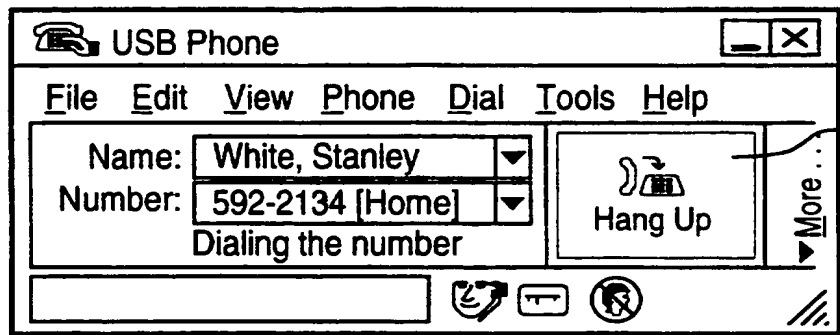 USB Phone
File Edit View Phone Dial Tools Help
Name: White, Stanley
Number: 592-2134 [Home]
Dialing the number
Hang Up
More...